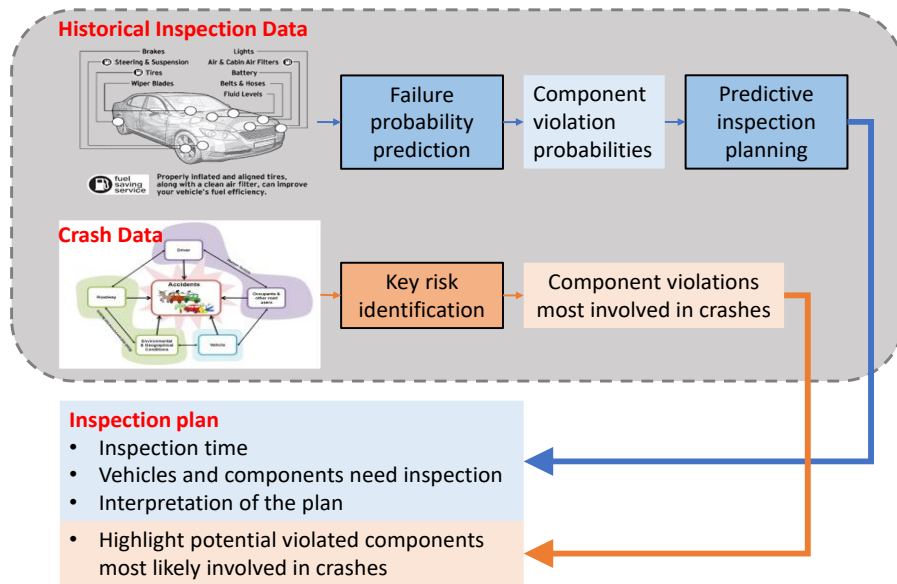 Historical Inspection Data
Brakes
Steering & Suspension
Tires
Wiper Blades
Lights
Air & Cabin Air Filters
Battery
Belts & Hoses
Fluid Levels
fuel
saving
service
Properly inflated and aligned tires,
along with a clean air filter, can improve
your vehicle's fuel efficiency.
Failure
probability
prediction
Component
violation
probabilities
Predictive
inspection
planning
Crash Data
Driver
Roadway
Accidents
Occupants &
other road
users
Environmental
& Geographical
Conditions
Vehicle
Key risk
identification
Component violations
most involved in crashes
Inspection plan
• Inspection time
• Vehicles and components need inspection
• Interpretation of the plan
• Highlight potential violated components
most likely involved in crashes